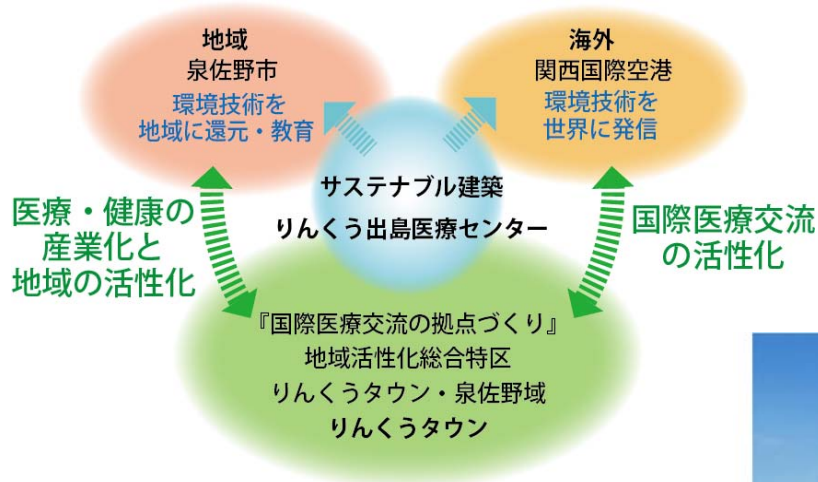 地域
泉佐野市
環境技術を
地域に還元・教育
海外
関西国際空港
環境技術を
世界に発信
サステナブル建築
りんくう出島医療センター
医療・健康の
産業化と
地域の活性化
国際医療交流
の活性化
『国際医療交流の拠点づくり』
地域活性化総合特区
りんくうタウン・泉佐野域
りんくうタウン